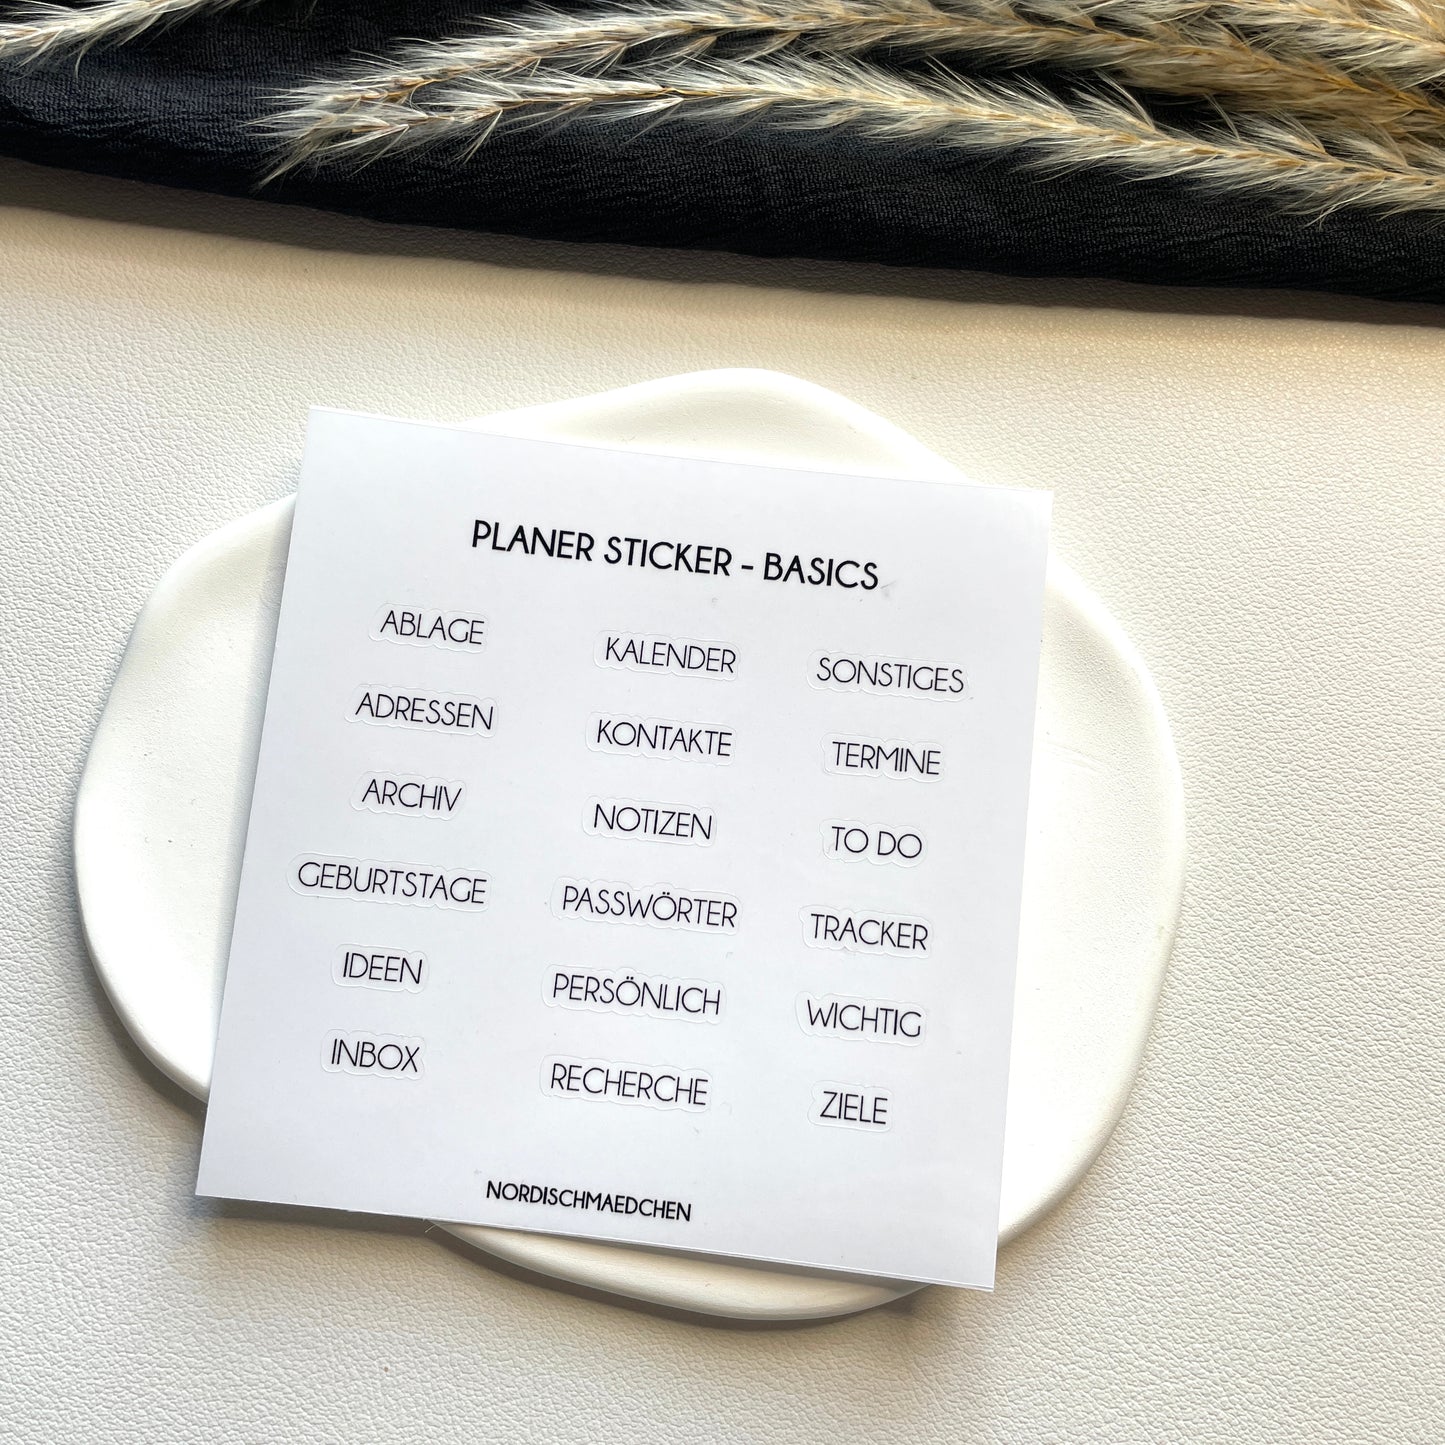 PLANER STICKER - BASICS
ABLAGE
ADRESSEN
ARCHIV
GEBURTSTAGE
IDEEN
INBOX
KALENDER
KONTAKTE
NOTIZEN
PASSWÖRTER
PERSÖNLICH
RECHERCHE
SONSTIGES
TERMINE
TO DO
TRACKER
WICHTIG
ZIELE
NORDISCHMAEDCHEN